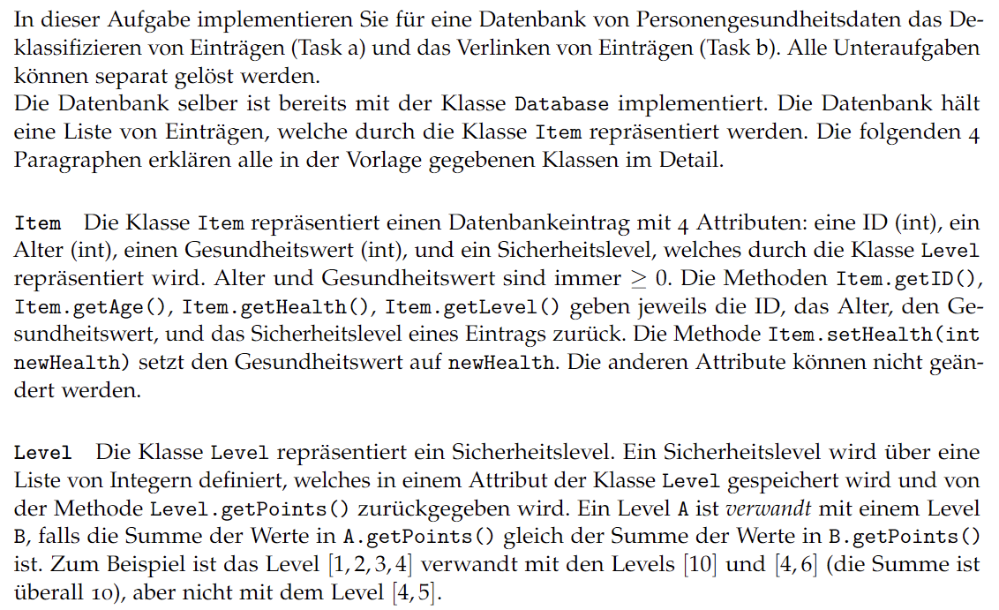 In dieser Aufgabe implementieren Sie für eine Datenbank von Personengesundheitsdaten das De-
klassifizieren von Einträgen (Task a) und das Verlinken von Einträgen (Task b). Alle Unteraufgaben
können separat gelöst werden.
Die Datenbank selber ist bereits mit der Klasse Database implementiert. Die Datenbank hält
eine Liste von Einträgen, welche durch die Klasse Item repräsentiert werden. Die folgenden 4
Paragraphen erklären alle in der Vorlage gegebenen Klassen im Detail.
Item Die Klasse Item repräsentiert einen Datenbankeintrag mit 4 Attributen: eine ID (int), ein
Alter (int), einen Gesundheitswert (int), und ein Sicherheitslevel, welches durch die Klasse Level
repräsentiert wird. Alter und Gesundheitswert sind immer ≥ 0. Die Methoden Item.getID(),
Item.getAge(), Item.getHealth(), Item.getLevel() geben jeweils die ID, das Alter, den Ge-
sundheitswert, und das Sicherheitslevel eines Eintrags zurück. Die Methode Item.setHealth(int
newHealth) setzt den Gesundheitswert auf newHealth. Die anderen Attribute können nicht geän-
dert werden.
Level Die Klasse Level repräsentiert ein Sicherheitslevel. Ein Sicherheitslevel wird über eine
Liste von Integern definiert, welches in einem Attribut der Klasse Level gespeichert wird und von
der Methode Level.getPoints() zurückgegeben wird. Ein Level A ist verwandt mit einem Level
B, falls die Summe der Werte in A.getPoints() gleich der Summe der Werte in B.getPoints()
ist. Zum Beispiel ist das Level [1, 2, 3, 4] verwandt mit den Levels [10] und [4, 6] (die Summe ist
überall 10), aber nicht mit dem Level [4, 5].